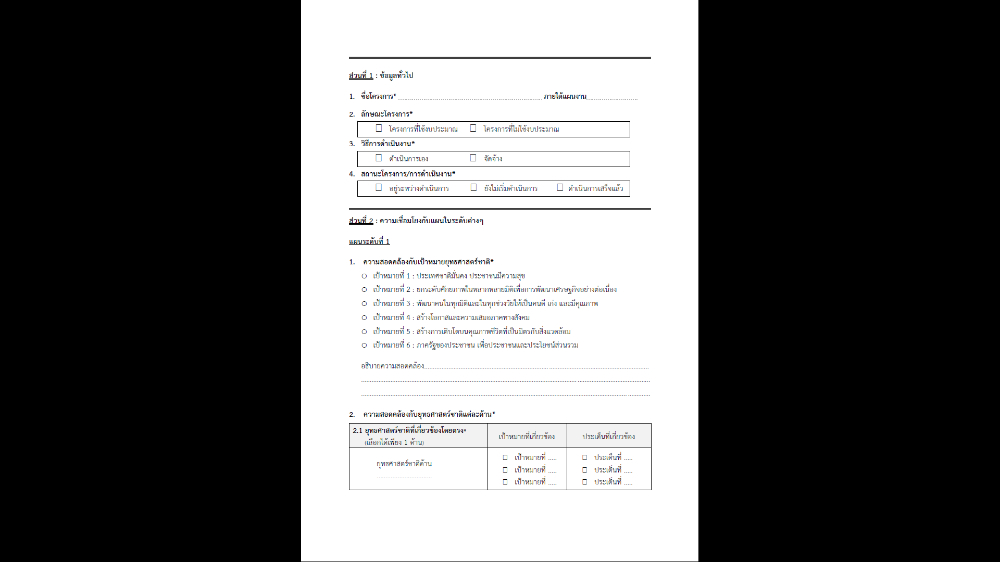 ส่วนที่ 1 : ข้อมูลทั่วไป
1. ชื่อโครงการ* ........................................................................ ภายใต้แผนงาน..........................
2. ลักษณะโครงการ*
☐ โครงการที่ใช้งบประมาณ ☐ โครงการที่ไม่ใช้งบประมาณ
3. วิธีการดำเนินงาน*
☐ ดำเนินการเอง ☐ จัดจ้าง
4. สถานะโครงการ/การดำเนินงาน*
☐ อยู่ระหว่างดำเนินการ ☐ ยังไม่เริ่มดำเนินการ ☐ ดำเนินการเสร็จแล้ว
ส่วนที่ 2 : ความเชื่อมโยงกับแผนในระดับต่างๆ
แผนระดับที่ 1
1. ความสอดคล้องกับเป้าหมายยุทธศาสตร์ชาติ*
○ เป้าหมายที่ 1 : ประเทศชาติมั่นคง ประชาชนมีความสุข
○ เป้าหมายที่ 2 : ยกระดับศักยภาพในหลากหลายมิติเพื่อการพัฒนาเศรษฐกิจอย่างต่อเนื่อง
○ เป้าหมายที่ 3 : พัฒนาคนในทุกมิติและในทุกช่วงวัยให้เป็นคนดี เก่ง และมีคุณภาพ
○ เป้าหมายที่ 4 : สร้างโอกาสและความเสมอภาคทางสังคม
○ เป้าหมายที่ 5 : สร้างการเติบโตบนคุณภาพชีวิตที่เป็นมิตรกับสิ่งแวดล้อม
○ เป้าหมายที่ 6 : ภาครัฐของประชาชน เพื่อประชาชนและประโยชน์ส่วนรวม
อธิบายความสอดคล้อง................................................................................................................
................................................................................................................................................
................................................................................................................................................
2. ความสอดคล้องกับยุทธศาสตร์ชาติแต่ละด้าน*
2.1 ยุทธศาสตร์ชาติที่เกี่ยวข้องโดยตรง*
(เลือกได้เพียง 1 ด้าน)
เป้าหมายที่เกี่ยวข้อง
ประเด็นที่เกี่ยวข้อง
ยุทธศาสตร์ชาติด้าน
................................
☐ เป้าหมายที่ .....
☐ เป้าหมายที่ .....
☐ เป้าหมายที่ .....
☐ ประเด็นที่ .....
☐ ประเด็นที่ .....
☐ ประเด็นที่ .....